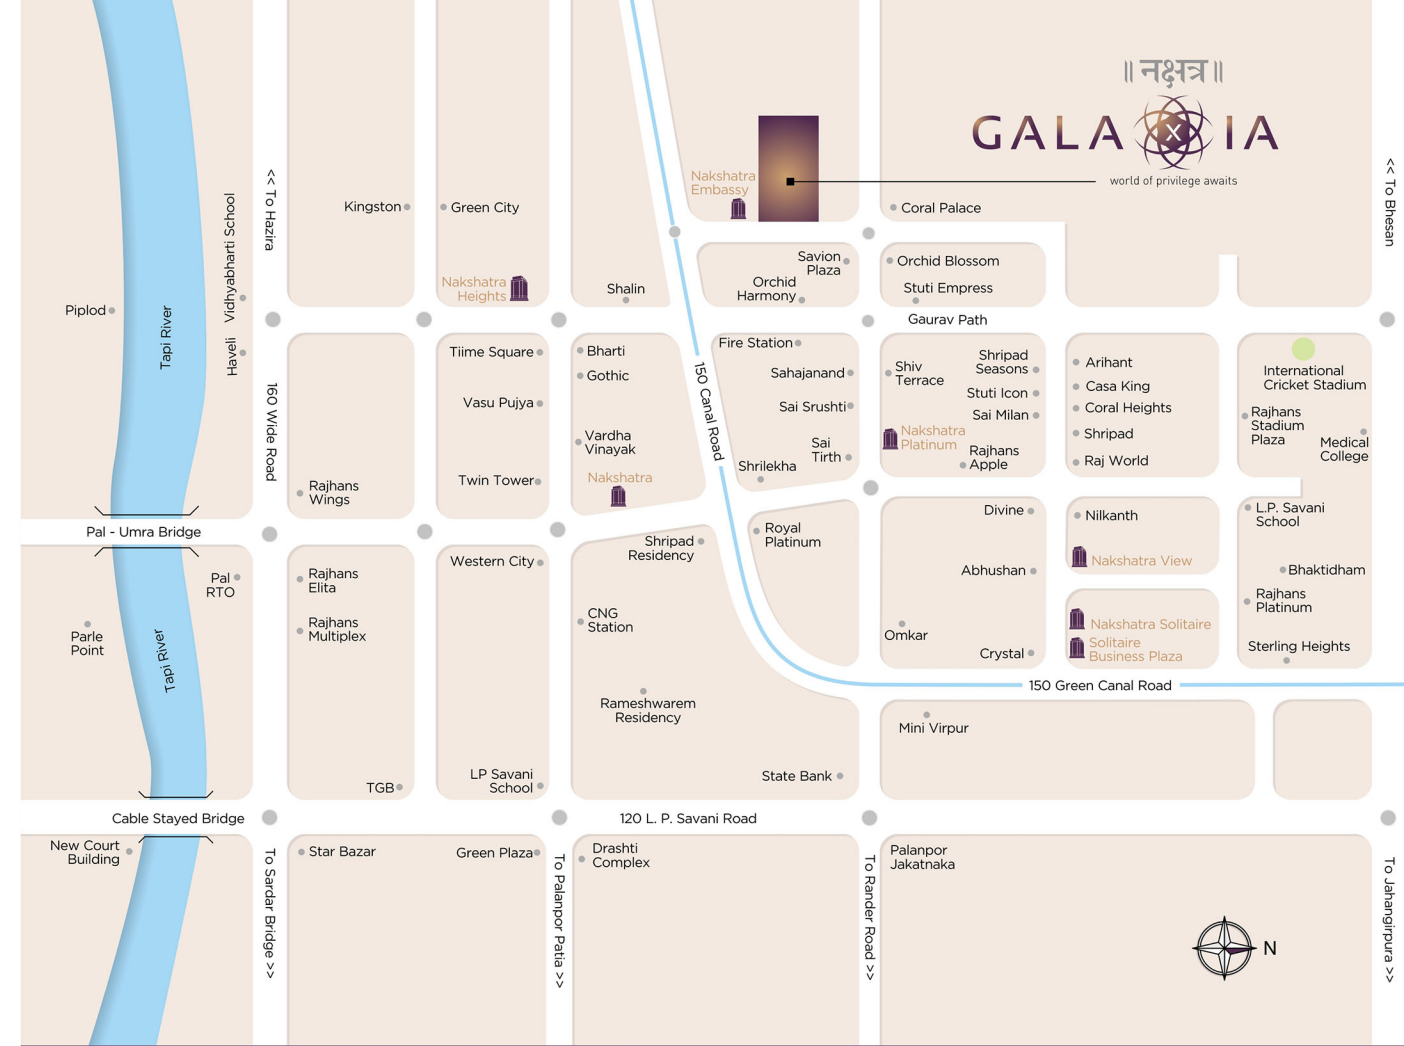 ॥ नक्षत्र ॥
GALAXIA
world of privilege awaits
<< To Hazira
<< To Bhesan
Nakshatra
Embassy
Kingston
Green City
Coral Palace
Vidhyabharti School
Savion
Plaza
Orchid Blossom
Nakshatra
Heights
Shalin
Orchid
Harmony
Stuti Empress
Piplod
Tapi River
Gaurav Path
Haveli
Tiime Square
Bharti
Gothic
Fire Station
Sahajanand
Shiv
Terrace
Shripad
Seasons
Arihant
International
Cricket Stadium
160 Wide Road
150 Canal Road
Vasu Pujya
Sai Srushti
Stuti Icon
Sai Milan
Casa King
Coral Heights
Rajhans
Stadium
Plaza
Vardha
Vinayak
Sai
Tirth
Nakshatra
Platinum
Shripad
Medical
College
Rajhans
Wings
Twin Tower
Nakshatra
Shrilekha
Rajhans
Apple
Raj World
Pal - Umra Bridge
Shripad
Residency
Royal
Platinum
Divine
Nilkanth
L.P. Savani
School
Pal
RTO
Rajhans
Elita
Western City
Abhushan
Nakshatra View
Bhaktidham
Parle
Point
Tapi River
Rajhans
Multiplex
CNG
Station
Omkar
Crystal
Nakshatra Solitaire
Solitaire
Business Plaza
Rajhans
Platinum
Sterling Heights
150 Green Canal Road
Rameshwarem
Residency
Mini Virpur
TGB
LP Savani
School
State Bank
Cable Stayed Bridge
120 L. P. Savani Road
New Court
Building
Star Bazar
Green Plaza
Drashti
Complex
Palanpor
Jakatnaka
To Sardar Bridge >>
To Palanpor Patia >>
To Rander Road >>
To Jahangirpura >>
N